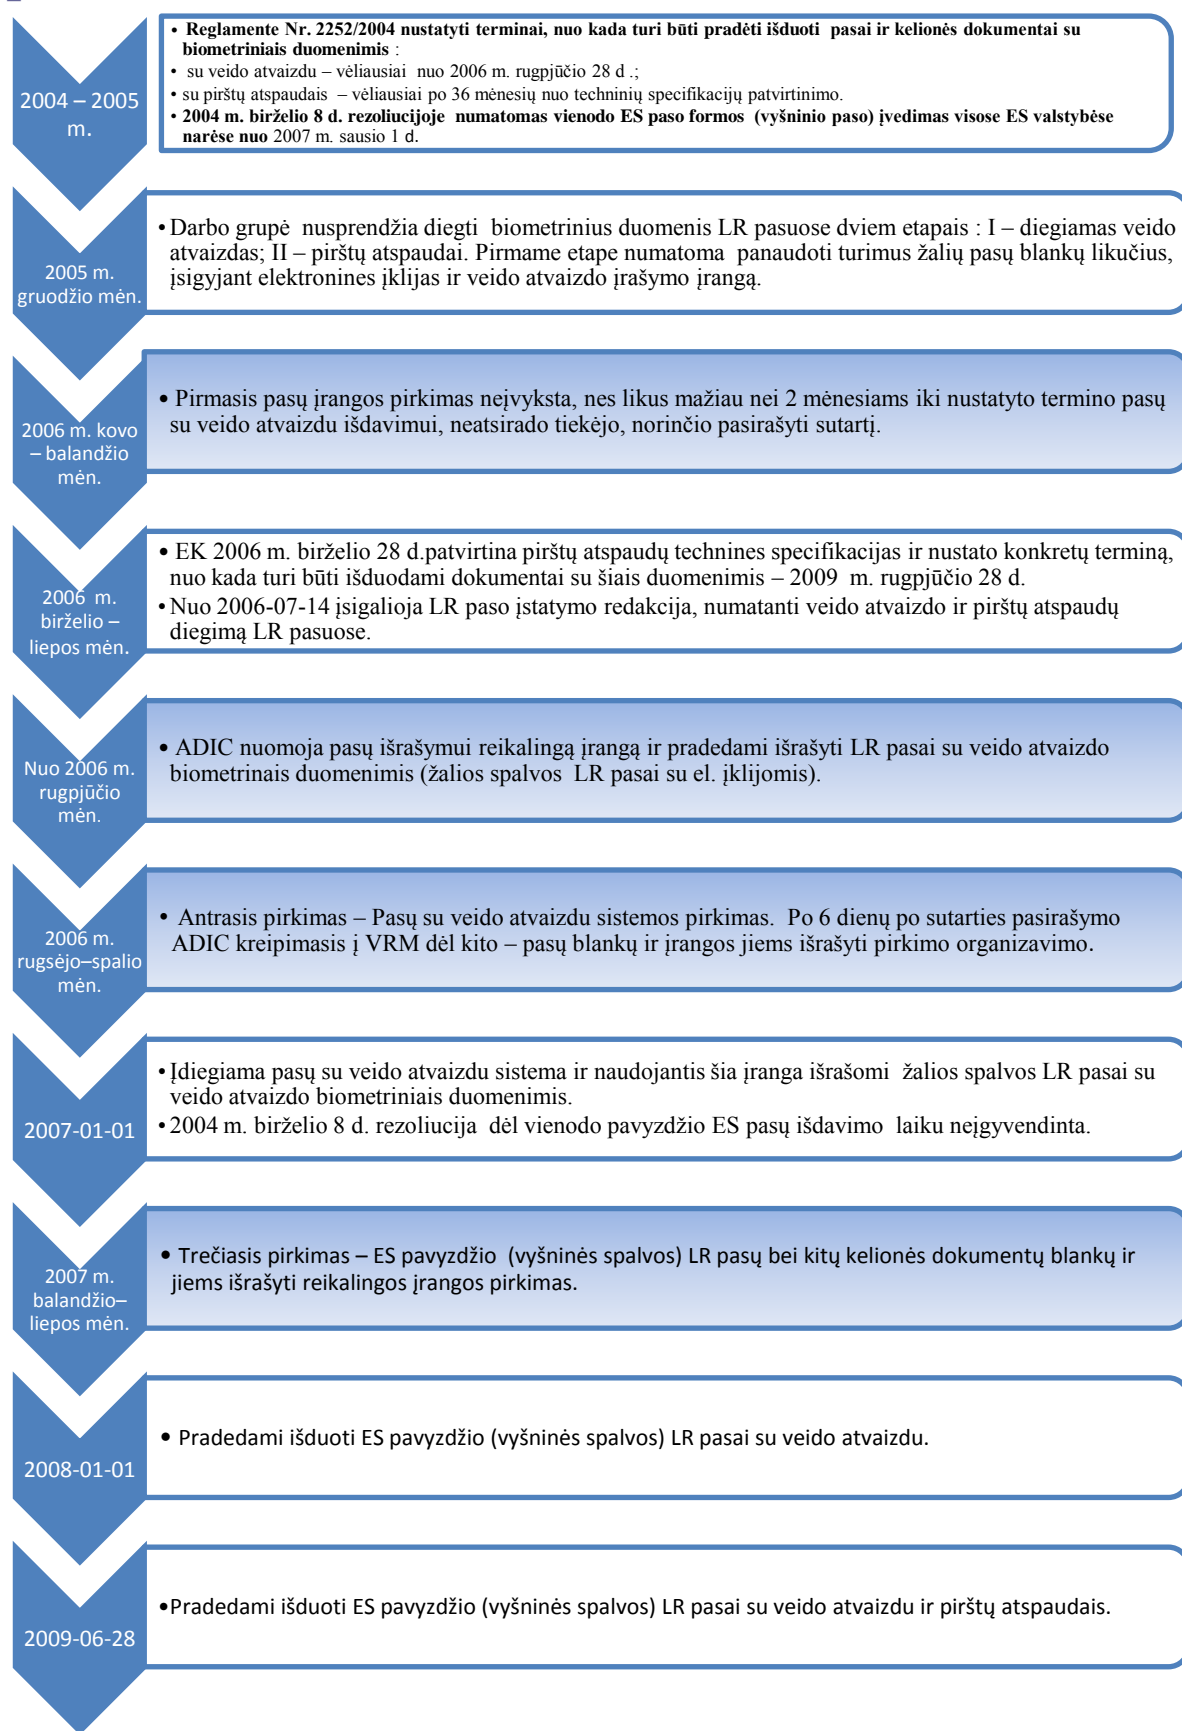 2004 – 2005
m.
• Reglamente Nr. 2252/2004 nustatyti terminai, nuo kada turi būti pradėti išduoti pasai ir kelionės dokumentai su
biometriniais duomenimis :
• su veido atvaizdu – vėliausiai nuo 2006 m. rugpjūčio 28 d .;
• su pirštų atspaudais – vėliausiai po 36 mėnesių nuo techninių specifikacijų patvirtinimo.
• 2004 m. birželio 8 d. rezoliucijoje numatomas vienodo ES paso formos (vyšninio paso) įvedimas visose ES valstybėse
narėse nuo 2007 m. sausio 1 d.
2005 m.
gruodžio mėn.
• Darbo grupė nusprendžia diegti biometrinius duomenis LR pasuose dviem etapais : I – diegiamas veido
atvaizdas; II – pirštų atspaudai. Pirmame etape numatoma panaudoti turimus žalių pasų blankų likučius,
įsigyjant elektronines įklijas ir veido atvaizdo įrašymo įrangą.
2006 m. kovo
– balandžio
mėn.
• Pirmasis pasų įrangos pirkimas neįvyksta, nes likus mažiau nei 2 mėnesiams iki nustatyto termino pasų
su veido atvaizdu išdavimui, neatsirado tiekėjo, norinčio pasirašyti sutartį.
2006 m.
birželio –
liepos mėn.
• EK 2006 m. birželio 28 d.patvirtina pirštų atspaudų technines specifikacijas ir nustato konkretų terminą,
nuo kada turi būti išduodami dokumentai su šiais duomenimis – 2009 m. rugpjūčio 28 d.
• Nuo 2006-07-14 įsigalioja LR paso įstatymo redakcija, numatanti veido atvaizdo ir pirštų atspaudų
diegimą LR pasuose.
Nuo 2006 m.
rugpjūčio
mėn.
• ADIC nuomoja pasų išrašymui reikalingą įrangą ir pradedami išrašyti LR pasai su veido atvaizdo
biometrinais duomenimis (žalios spalvos LR pasai su el. įklijomis).
2006 m.
rugsėjo–spalio
mėn.
• Antrasis pirkimas – Pasų su veido atvaizdu sistemos pirkimas. Po 6 dienų po sutarties pasirašymo
ADIC kreipimasis į VRM dėl kito – pasų blankų ir įrangos jiems išrašyti pirkimo organizavimo.
2007-01-01
• Įdiegiama pasų su veido atvaizdu sistema ir naudojantis šia įranga išrašomi žalios spalvos LR pasai su
veido atvaizdo biometriniais duomenimis.
• 2004 m. birželio 8 d. rezoliucija dėl vienodo pavyzdžio ES pasų išdavimo laiku neįgyvendinta.
2007 m.
balandžio–
liepos mėn.
• Trečiasis pirkimas – ES pavyzdžio (vyšninės spalvos) LR pasų bei kitų kelionės dokumentų blankų ir
jiems išrašyti reikalingos įrangos pirkimas.
2008-01-01
• Pradedami išduoti ES pavyzdžio (vyšninės spalvos) LR pasai su veido atvaizdu.
2009-06-28
•Pradedami išduoti ES pavyzdžio (vyšninės spalvos) LR pasai su veido atvaizdu ir pirštų atspaudais.